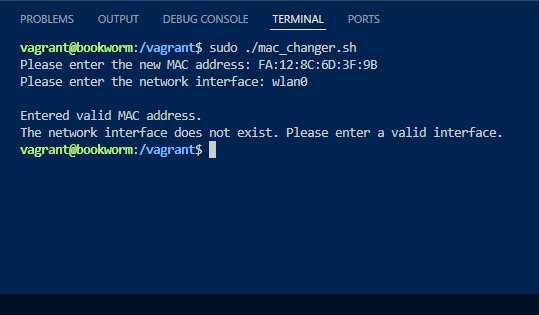 PROBLEMS OUTPUT DEBUG CONSOLE TERMINAL PORTS
vagrant@bookworm:/vagrant$ sudo ./mac_changer.sh
Please enter the new MAC address: FA:12:8C:6D:3F:9B
Please enter the network interface: wlan0
Entered valid MAC address.
The network interface does not exist. Please enter a valid interface.
vagrant@bookworm:/vagrant$